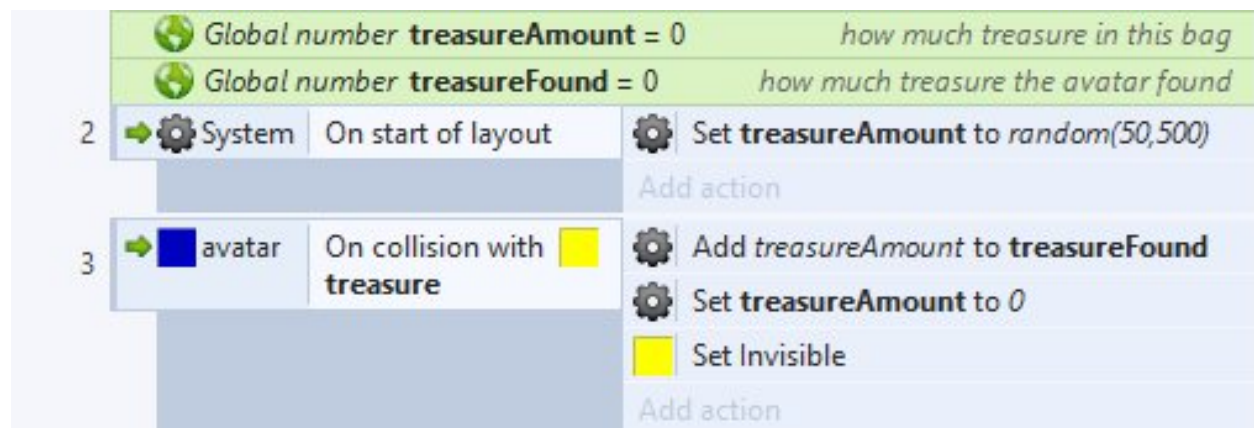 Global number treasureAmount = 0 how much treasure in this bag
Global number treasureFound = 0 how much treasure the avatar found
2 System On start of layout Set treasureAmount to random(50,500)
Add action
3 avatar On collision with treasure Add treasureAmount to treasureFound
Set treasureAmount to 0
Set Invisible
Add action